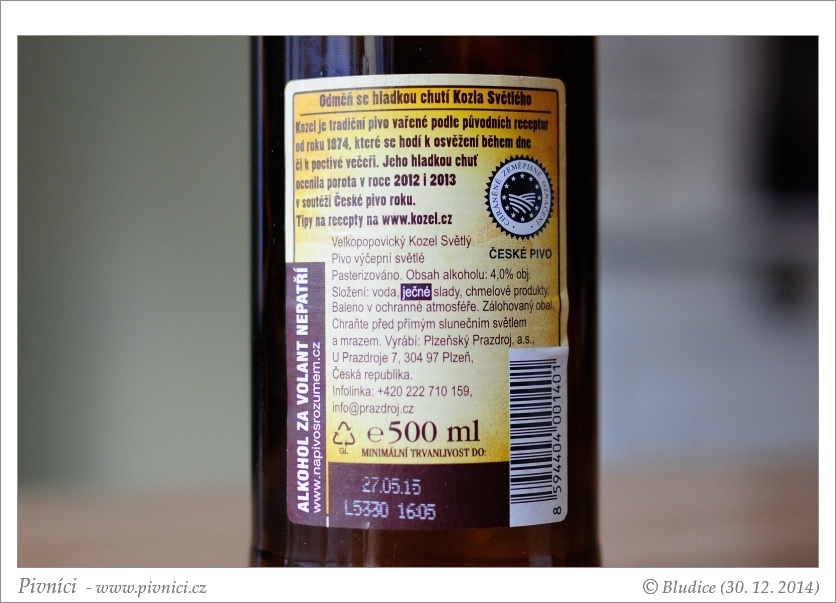 Odměň se hladkou chutí Kozla Světlého
Kozel je tradiční pivo vařené podle původních receptur
od roku 1874, které se hodí k osvěžení během dne
či k poctivé večeři. Jeho hladkou chuť
ocenila porota v roce 2012 i 2013
v soutěži České pivo roku.
Tipy na recepty na www.kozel.cz
CHRÁNĚNÉ ZEMĚPISNÉ OZNAČENÍ
ČESKÉ PIVO
Velkopopovický Kozel Světlý
Pivo výčepní světlé
Pasterizováno. Obsah alkoholu: 4,0% obj.
Složení: voda, ječné slady, chmelové produkty.
Baleno v ochranné atmosféře. Zálohovaný obal.
Chraňte před přímým slunečním světlem
a mrazem. Vyrábí: Plzeňský Prazdroj, a.s.,
U Prazdroje 7, 304 97 Plzeň,
Česká republika.
Infolinka: +420 222 710 159,
info@prazdroj.cz
GL
e 500 ml
MINIMÁLNÍ TRVANLIVOST DO:
27.05.15
L5330 16:05
ALKOHOL ZA VOLANT NEPATŘÍ
www.napivosrozumem.cz
8 594404 001401
Pivníci - www.pivnici.cz
© Bludice (30. 12. 2014)